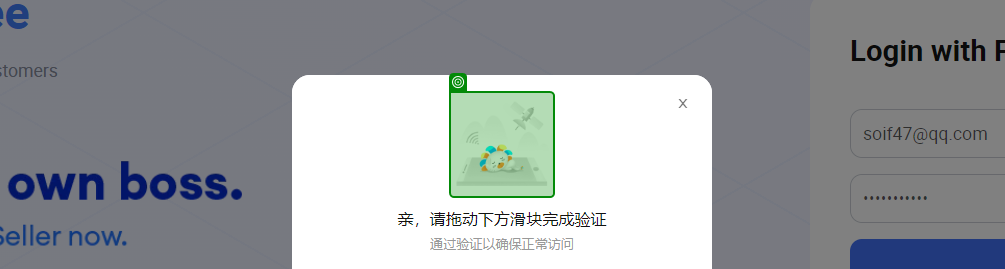 ee
stomers
own boss.
Seller now.
x
亲，请拖动下方滑块完成验证
通过验证以确保正常访问
Login with P
soif47@qq.com